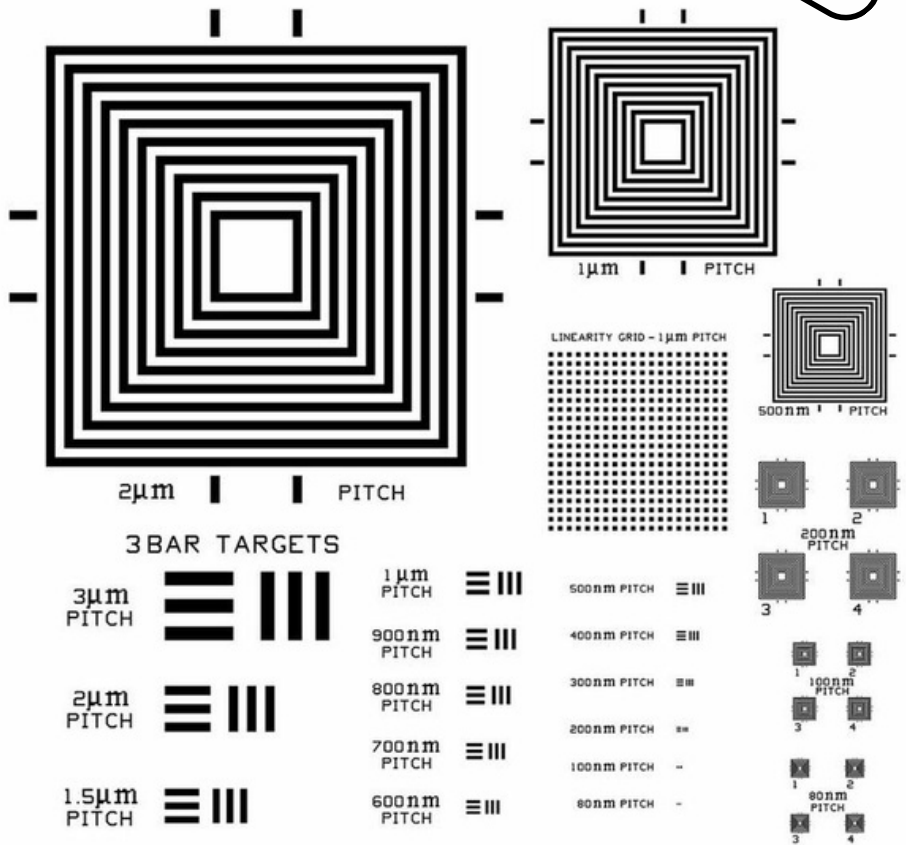 2μm PITCH
1μm PITCH
500nm PITCH
LINEARITY GRID - 1μm PITCH
1 2
200nm
PITCH
3 4
1 2
100nm
PITCH
3 4
1 2
80nm
PITCH
3 4
3 BAR TARGETS
3μm
PITCH
2μm
PITCH
1.5μm
PITCH
1μm
PITCH
900nm
PITCH
800nm
PITCH
700nm
PITCH
600nm
PITCH
500nm PITCH
400nm PITCH
300nm PITCH
200nm PITCH
100nm PITCH
80nm PITCH